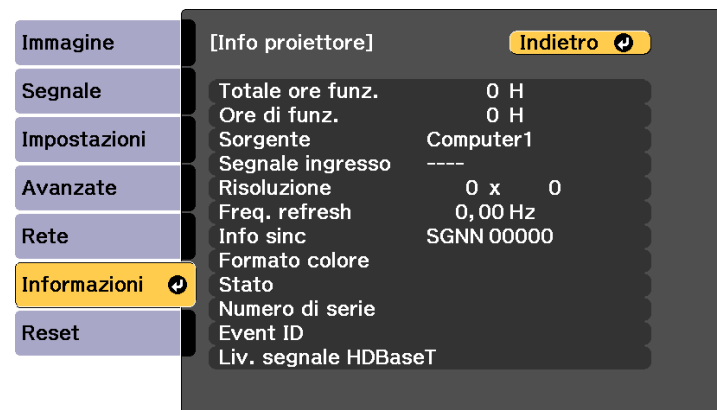 Immagine
Segnale
Impostazioni
Avanzate
Rete
Informazioni
Reset
[Info proiettore] Indietro
Totale ore funz. 0 H
Ore di funz. 0 H
Sorgente Computer1
Segnale ingresso ----
Risoluzione 0 x 0
Freq. refresh 0,00 Hz
Info sinc SGNN 00000
Formato colore
Stato
Numero di serie
Event ID
Liv. segnale HDBaseT